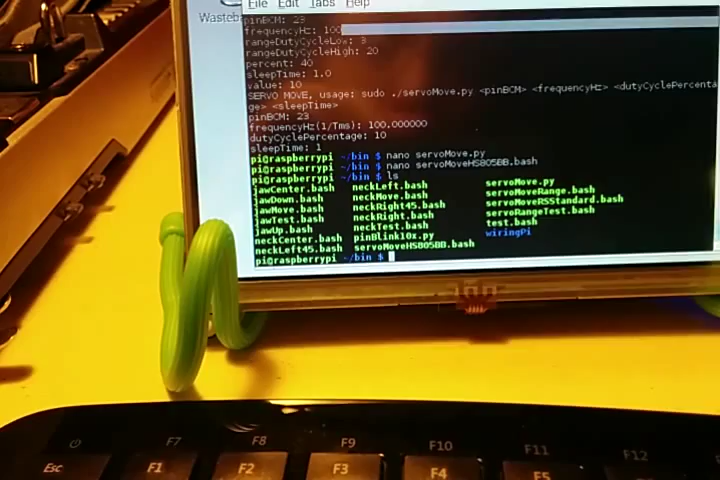 File Edit Tabs Help
Wasteb
pinBCM: 23
frequencyHz: 100
rangeDutyCycleLow: 3
rangeDutyCycleHigh: 20
percent: 40
sleepTime: 1.0
value: 10
SERVO MOVE, usage: sudo ./servoMove.py <pinBCM> <frequencyHz> <dutyCyclePercenta
ge> <sleepTime>
pinBCM: 23
frequencyHz(1/Tms): 100.000000
dutyCyclePercentage: 10
sleepTime: 1
pi@raspberrypi ~/bin $ nano servoMove.py
pi@raspberrypi ~/bin $ nano servoMoveHS805BB.bash
pi@raspberrypi ~/bin $ ls
jawCenter.bash neckLeft.bash servoMove.py
jawDown.bash neckMove.bash servoMoveRange.bash
jawMove.bash neckRight45.bash servoMoveRSStandard.bash
jawTest.bash neckRight.bash servoRangeTest.bash
jawUp.bash neckTest.bash test.bash
neckCenter.bash pinBlink10x.py wiringPi
neckLeft45.bash servoMoveHS805BB.bash
pi@raspberrypi ~/bin $
F7 F8 F9 F10 F11 F12
Esc F1 F2 F3 F4 F5